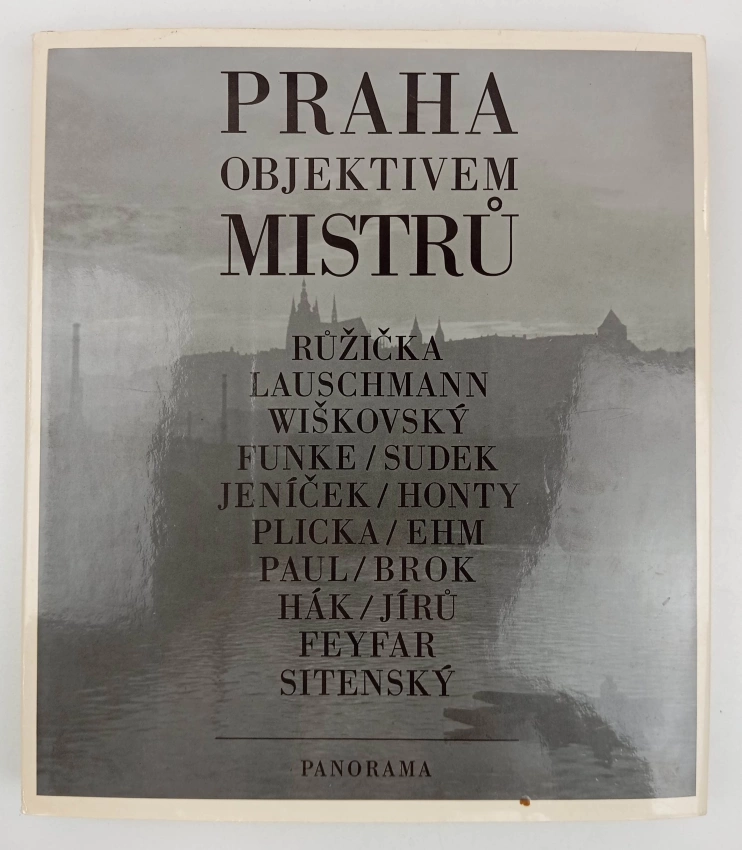 PRAHA
OBJEKTIVEM
MISTRŮ
RŮŽIČKA
LAUSCHMANN
WIŠKOVSKÝ
FUNKE / SUDEK
JENÍČEK / HONTY
PLICKA / EHM
PAUL / BROK
HÁK / JÍRŮ
FEYFAR
SITENSKÝ
PANORAMA